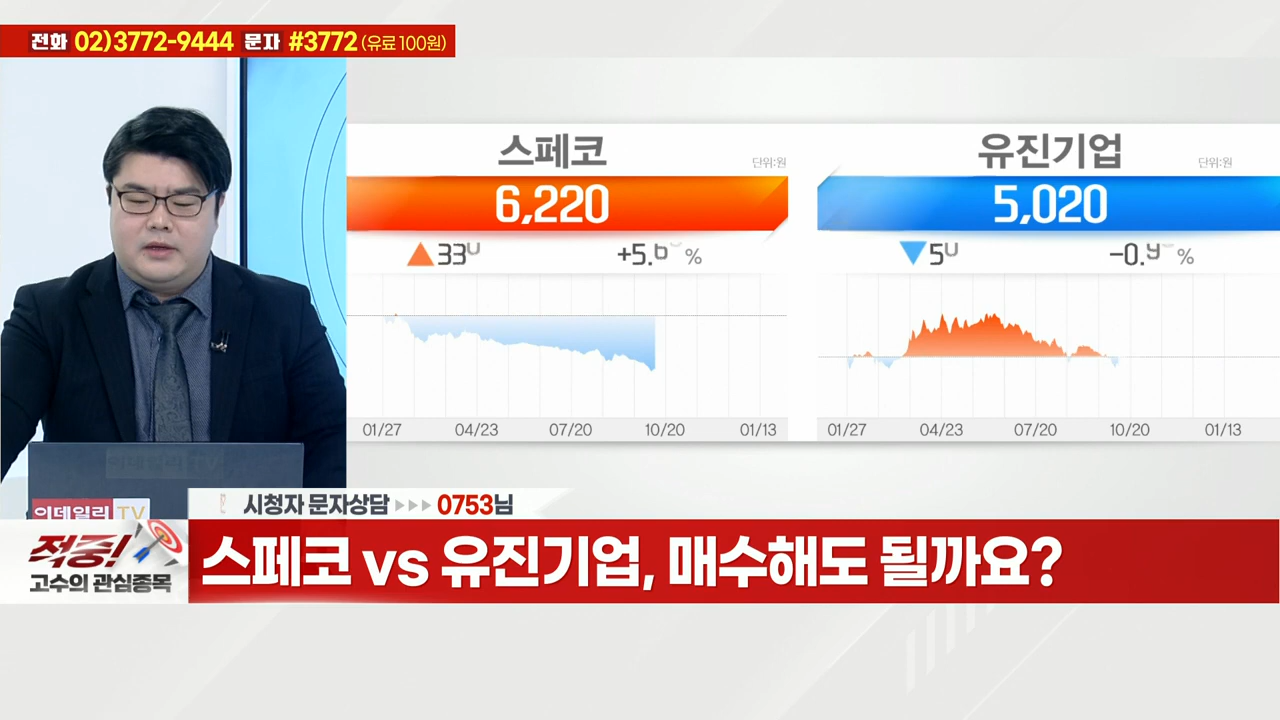 전화 02)3772-9444 문자 #3772 (유료 100원)
스페코
단위:원
6,220
▲33
+5. %
01/27 04/23 07/20 10/20 01/13
유진기업
단위:원
5,020
▼5
-0. %
01/27 04/23 07/20 10/20 01/13
이데일리 TV
시청자 문자상담 ▶▶▶ 0753님
적중!
고수의 관심종목
스페코 vs 유진기업, 매수해도 될까요?